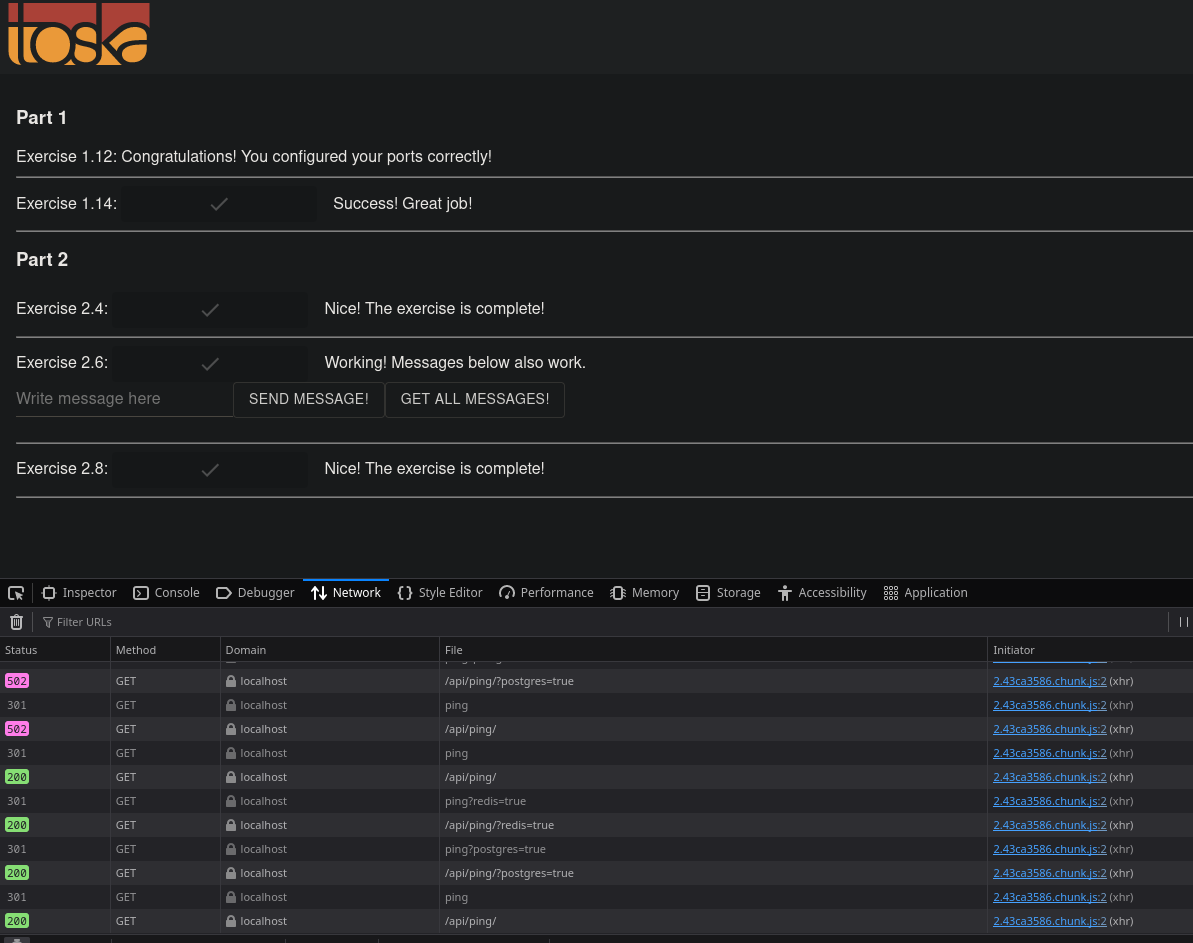 toska
Part 1
Exercise 1.12: Congratulations! You configured your ports correctly!
Exercise 1.14: Success! Great job!
Part 2
Exercise 2.4: Nice! The exercise is complete!
Exercise 2.6: Working! Messages below also work.
Write message here SEND MESSAGE! GET ALL MESSAGES!
Exercise 2.8: Nice! The exercise is complete!
Inspector Console Debugger Network Style Editor Performance Memory Storage Accessibility Application
Filter URLs
Status Method Domain File Initiator
502 GET localhost /api/ping/?postgres=true 2.43ca3586.chunk.js:2 (xhr)
301 GET localhost ping 2.43ca3586.chunk.js:2 (xhr)
502 GET localhost /api/ping/ 2.43ca3586.chunk.js:2 (xhr)
301 GET localhost ping 2.43ca3586.chunk.js:2 (xhr)
200 GET localhost /api/ping/ 2.43ca3586.chunk.js:2 (xhr)
301 GET localhost ping?redis=true 2.43ca3586.chunk.js:2 (xhr)
200 GET localhost /api/ping/?redis=true 2.43ca3586.chunk.js:2 (xhr)
301 GET localhost ping?postgres=true 2.43ca3586.chunk.js:2 (xhr)
200 GET localhost /api/ping/?postgres=true 2.43ca3586.chunk.js:2 (xhr)
301 GET localhost ping 2.43ca3586.chunk.js:2 (xhr)
200 GET localhost /api/ping/ 2.43ca3586.chunk.js:2 (xhr)